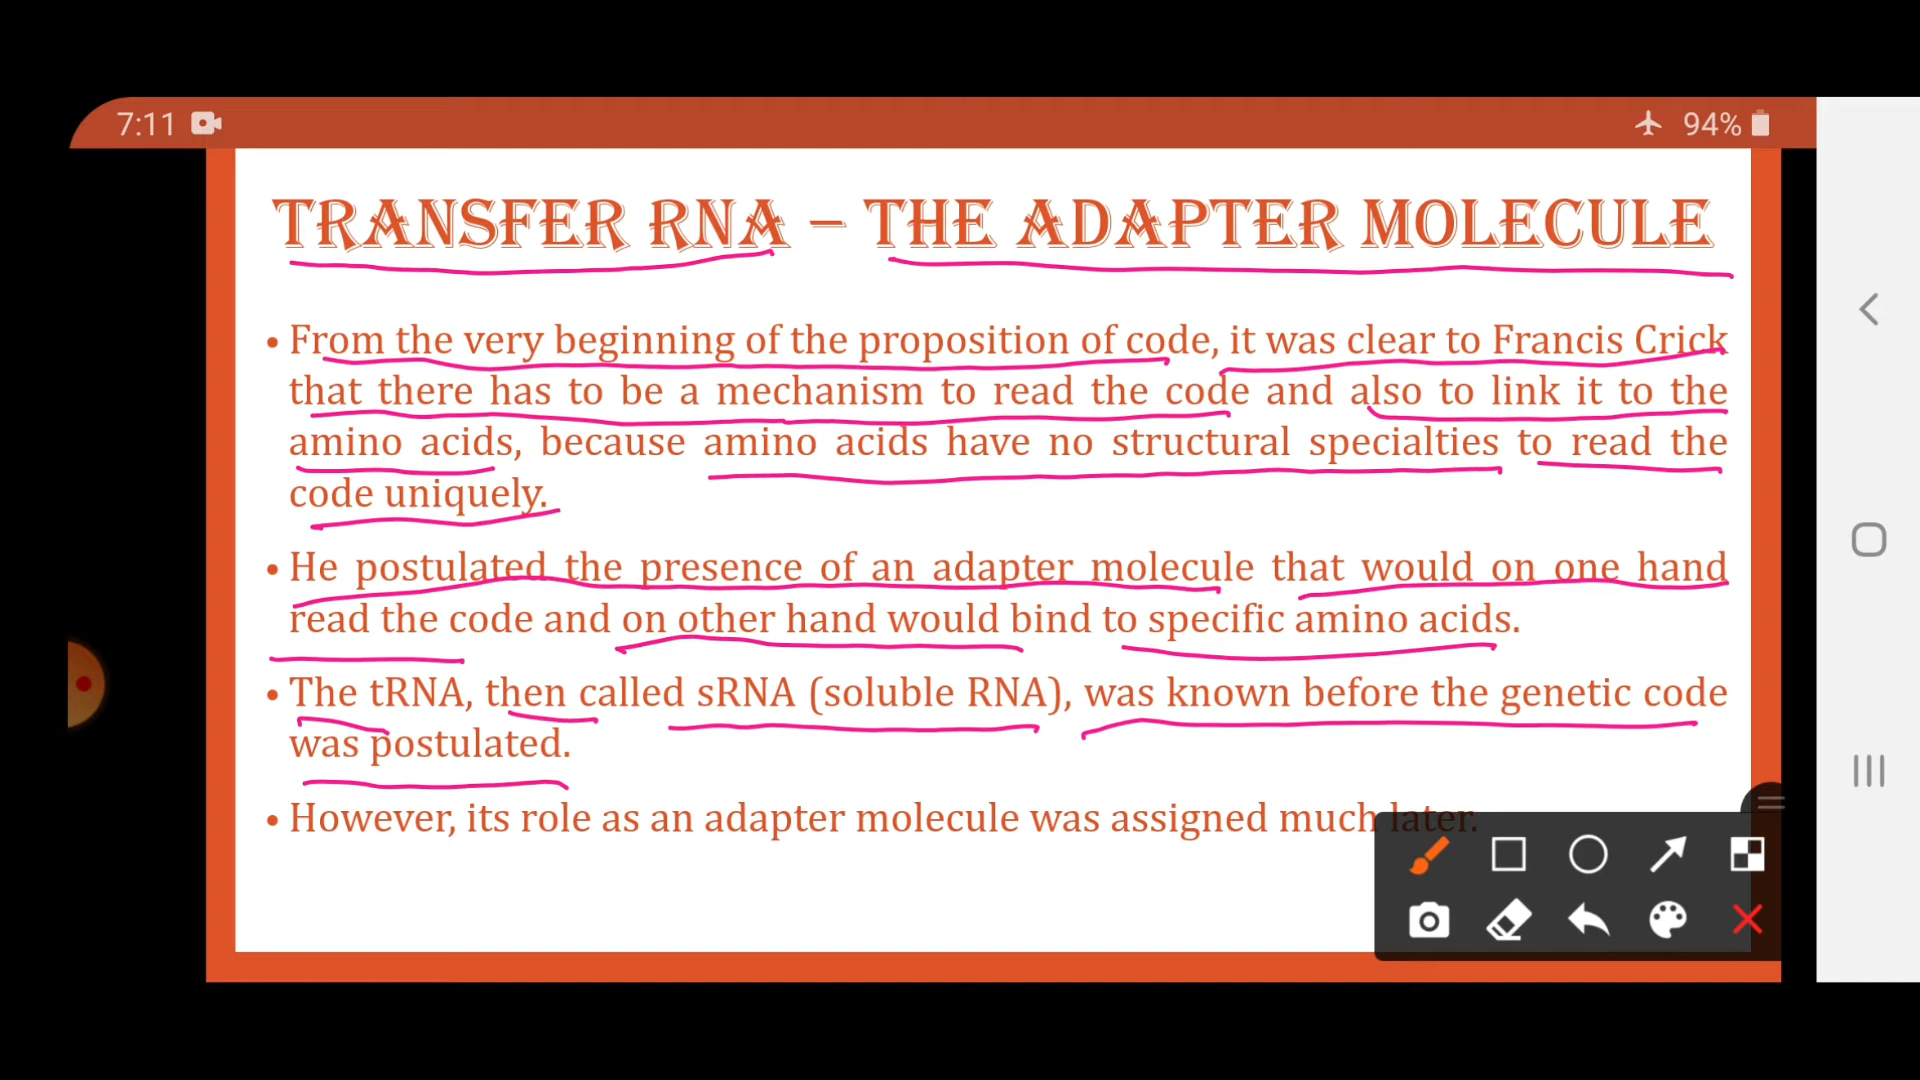 7:11
94%
TRANSFER RNA – THE ADAPTER MOLECULE
• From the very beginning of the proposition of code, it was clear to Francis Crick
that there has to be a mechanism to read the code and also to link it to the
amino acids, because amino acids have no structural specialties to read the
code uniquely.
• He postulated the presence of an adapter molecule that would on one hand
read the code and on other hand would bind to specific amino acids.
• The tRNA, then called sRNA (soluble RNA), was known before the genetic code
was postulated.
• However, its role as an adapter molecule was assigned much later.